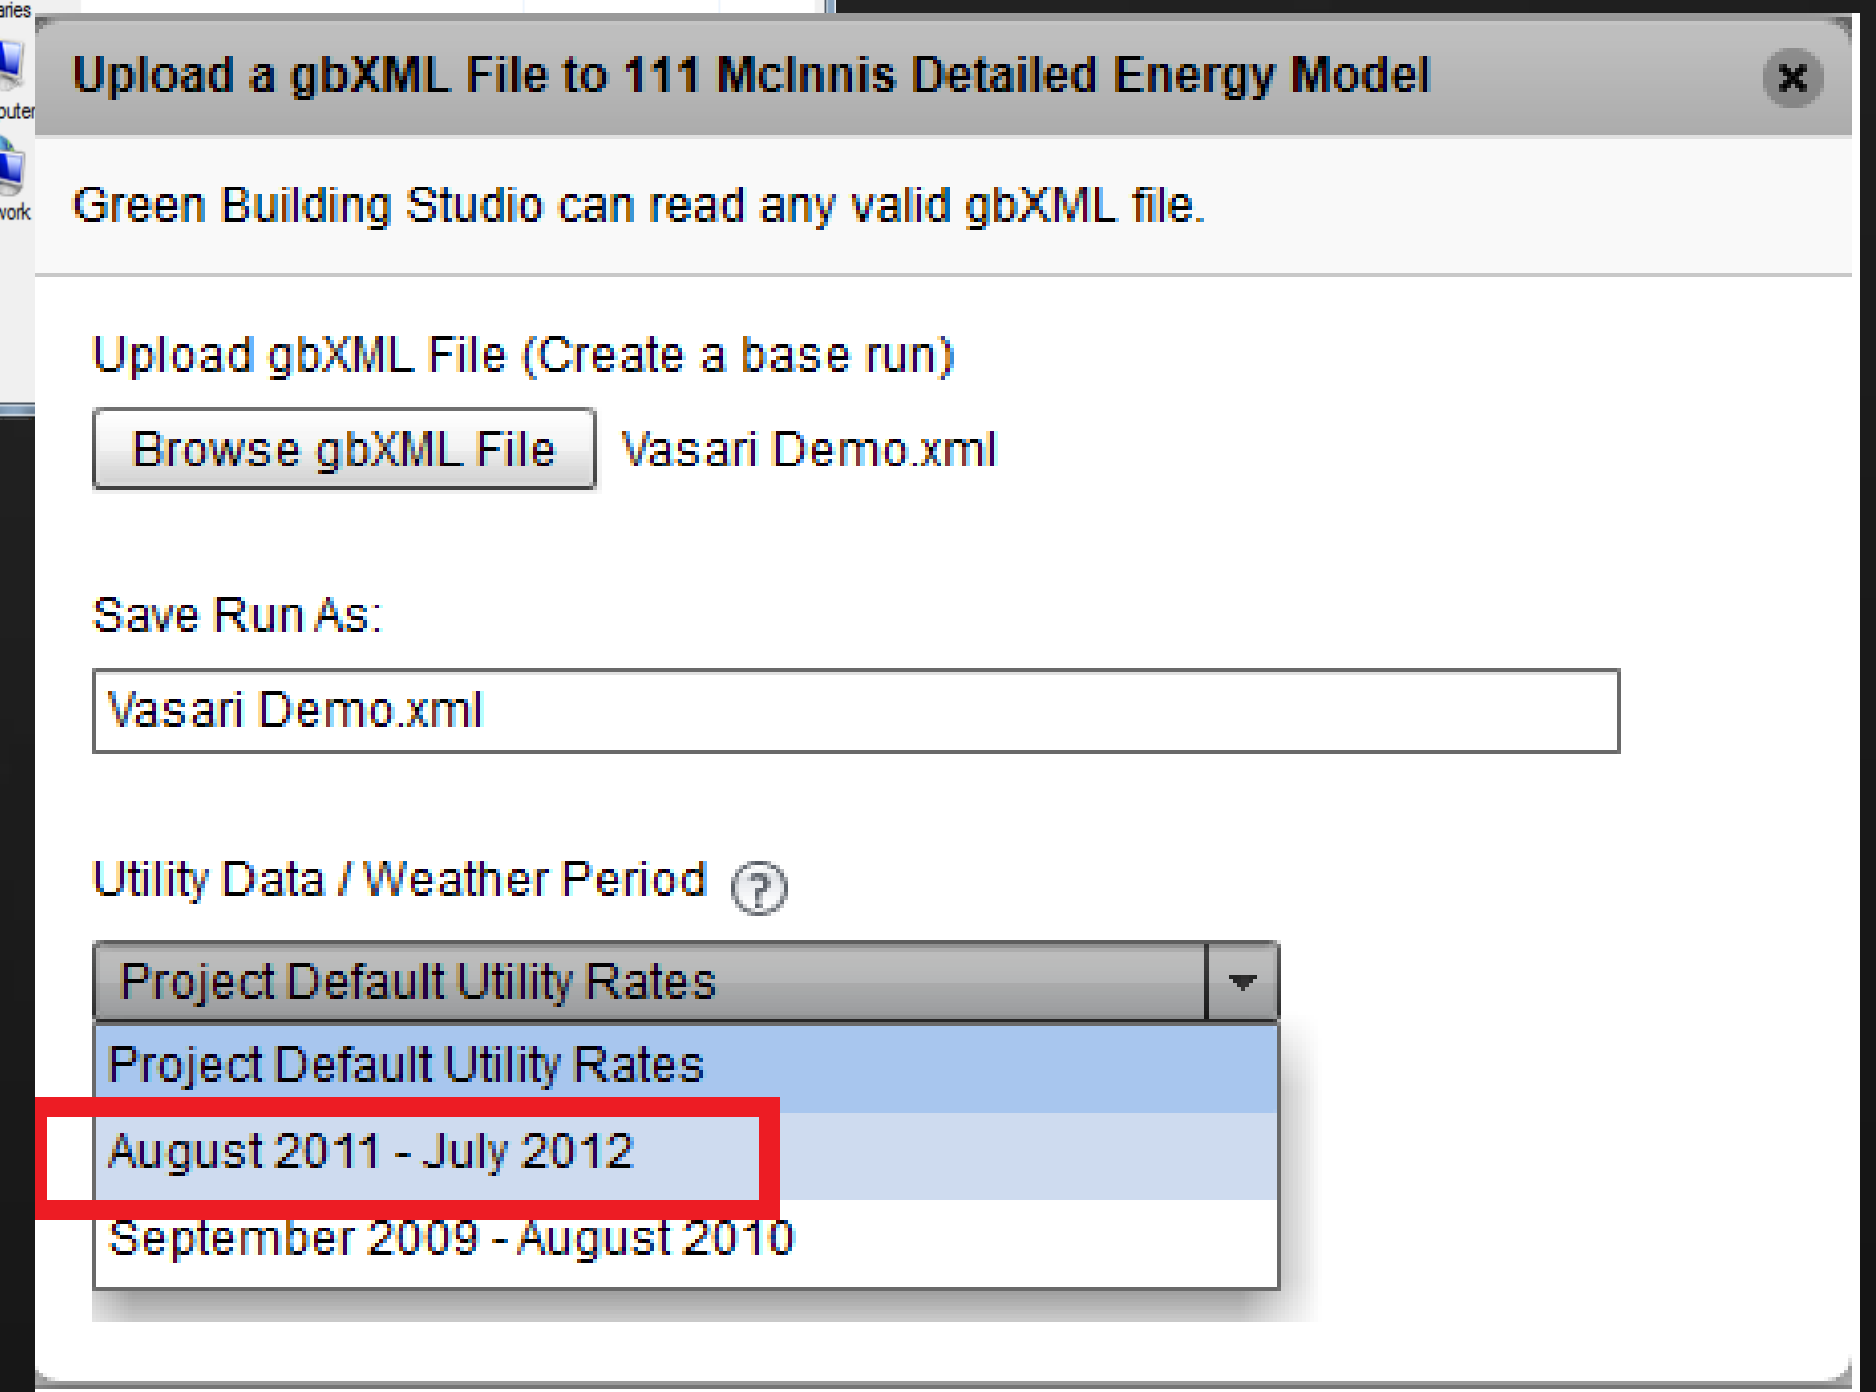 Upload a gbXML File to 111 McInnis Detailed Energy Model
Green Building Studio can read any valid gbXML file.
Upload gbXML File (Create a base run)
Browse gbXML File Vasari Demo.xml
Save Run As:
Vasari Demo.xml
Utility Data / Weather Period ?
Project Default Utility Rates
Project Default Utility Rates
August 2011 - July 2012
September 2009 - August 2010